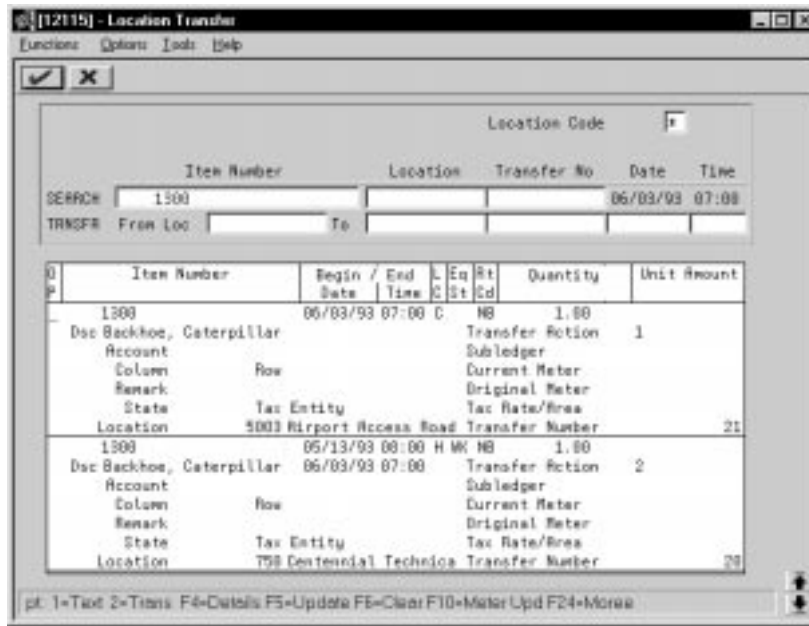 [12115] - Location Transfer
Functions Options Tools Help
Location Code *
Item Number Location Transfer No Date Time
SEARCH 1300 06/03/93 07:00
TRNSFR From Loc To
O P Item Number Begin / End Date Time L C Eq St Rt Cd Quantity Unit Amount
1300 06/03/93 07:00 C NB 1.00
Dsc Backhoe, Caterpillar Transfer Action 1
Account Subledger
Column Row Current Meter
Remark Original Meter
State Tax Entity Tax Rate/Area
Location 5003 Airport Access Road Transfer Number 21
1300 05/13/93 08:00 H WK NB 1.00
Dsc Backhoe, Caterpillar 06/03/93 07:00 Transfer Action 2
Account Subledger
Column Row Current Meter
Remark Original Meter
State Tax Entity Tax Rate/Area
Location 750 Centennial Technica Transfer Number 20
pt: 1=Text 2=Trans F4=Details F5=Update F6=Clear F10=Meter Upd F24=More